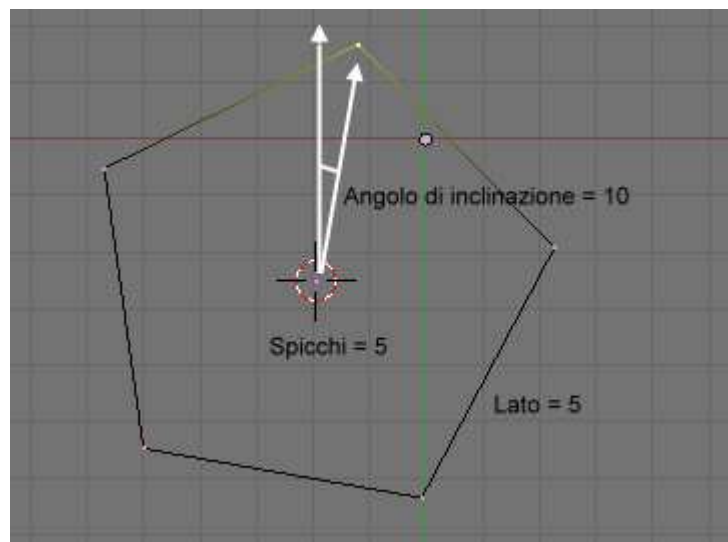 Angolo di inclinazione = 10
Spicchi = 5
Lato = 5